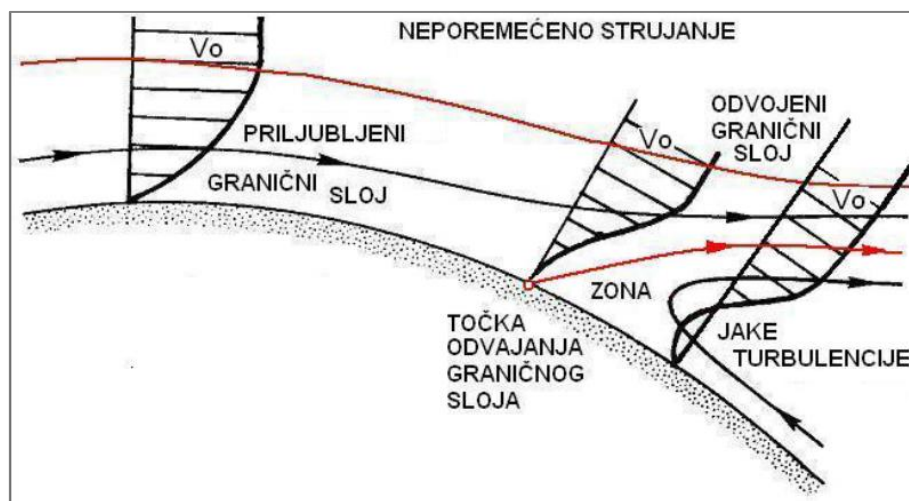 NEPOREMEĆENO STRUJANJE
Vo
PRILJUBLJENI
GRANIČNI
SLOJ
ODVOJENI
GRANIČNI
SLOJ
Vo
Vo
ZONA
JAKE
TURBULENCIJE
TOČKA
ODVAJANJA
GRANIČNOG
SLOJA